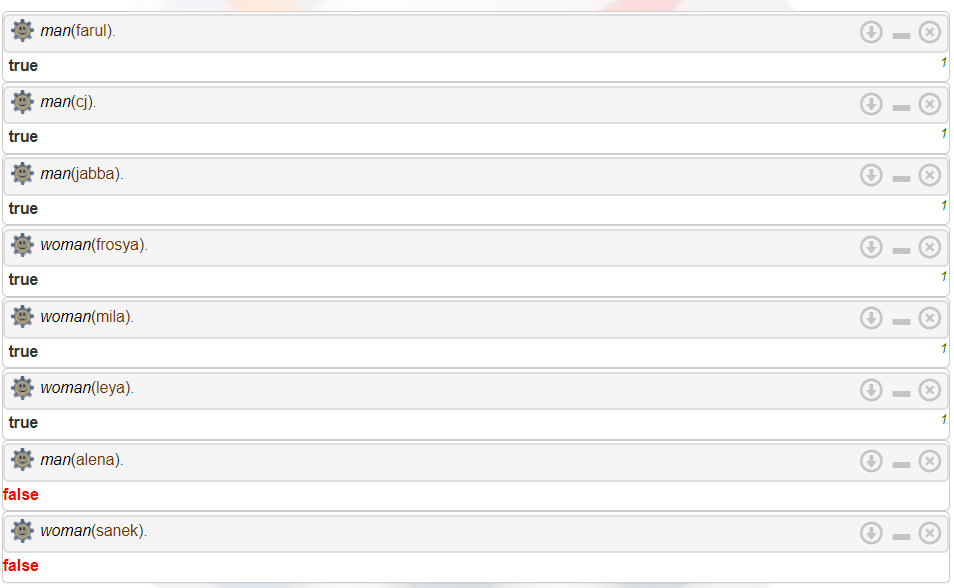 man(farul).
true
1
man(cj).
true
1
man(jabba).
true
1
woman(frosya).
true
1
woman(mila).
true
1
woman(leya).
true
1
man(alena).
false
woman(sanek).
false